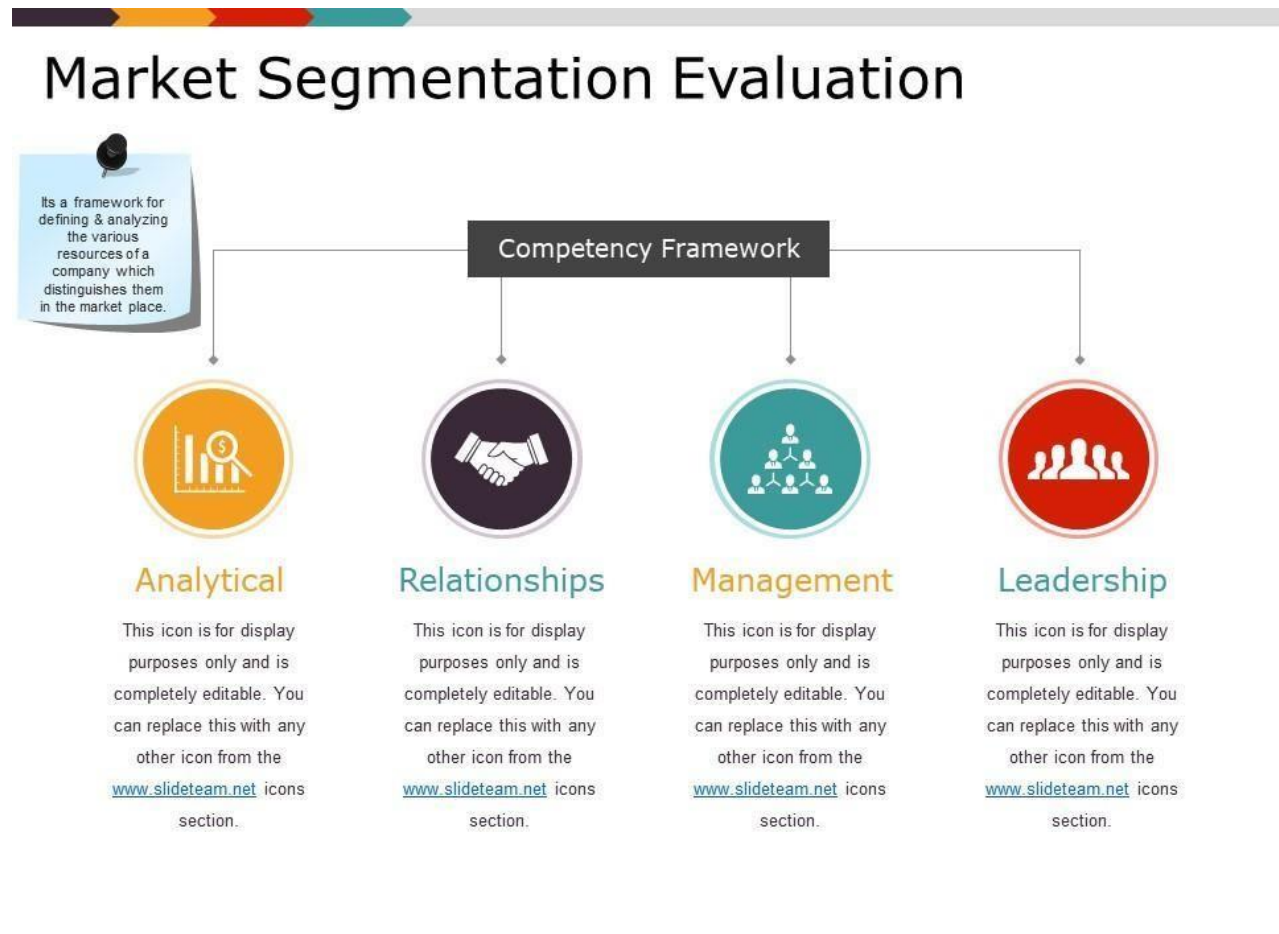 Market Segmentation Evaluation
Its a framework for
defining & analyzing
the various
resources of a
company which
distinguishes them
in the market place.
Competency Framework
$
Analytical
This icon is for display
purposes only and is
completely editable. You
can replace this with any
other icon from the
www.slideteam.net icons
section.
Relationships
This icon is for display
purposes only and is
completely editable. You
can replace this with any
other icon from the
www.slideteam.net icons
section.
Management
This icon is for display
purposes only and is
completely editable. You
can replace this with any
other icon from the
www.slideteam.net icons
section.
Leadership
This icon is for display
purposes only and is
completely editable. You
can replace this with any
other icon from the
www.slideteam.net icons
section.